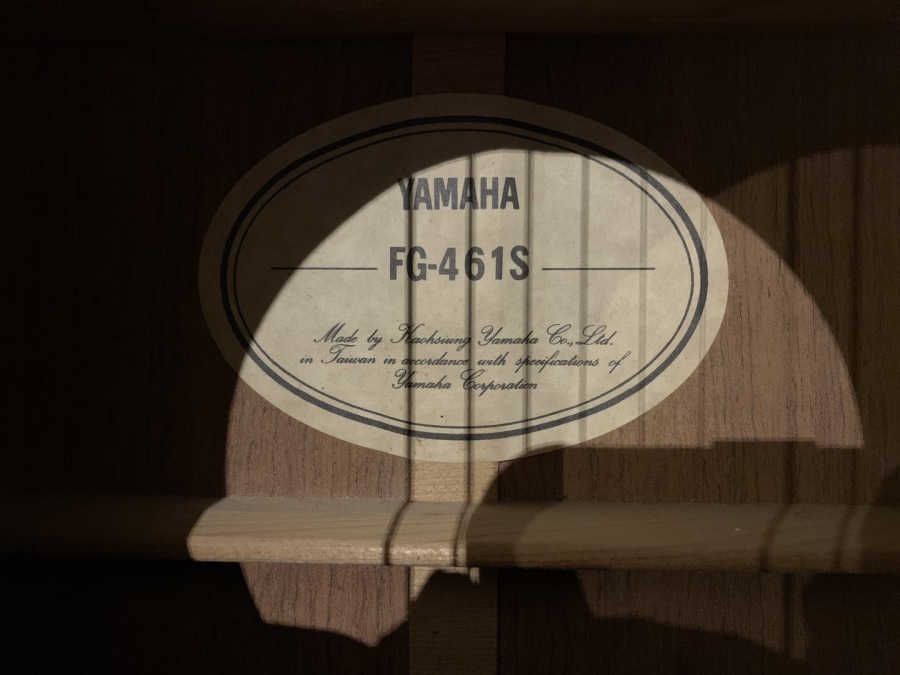 YAMAHA
FG-461S
Made by Kaohsiung Yamaha Co., Ltd.
in Taiwan in accordance with specifications of
Yamaha Corporation